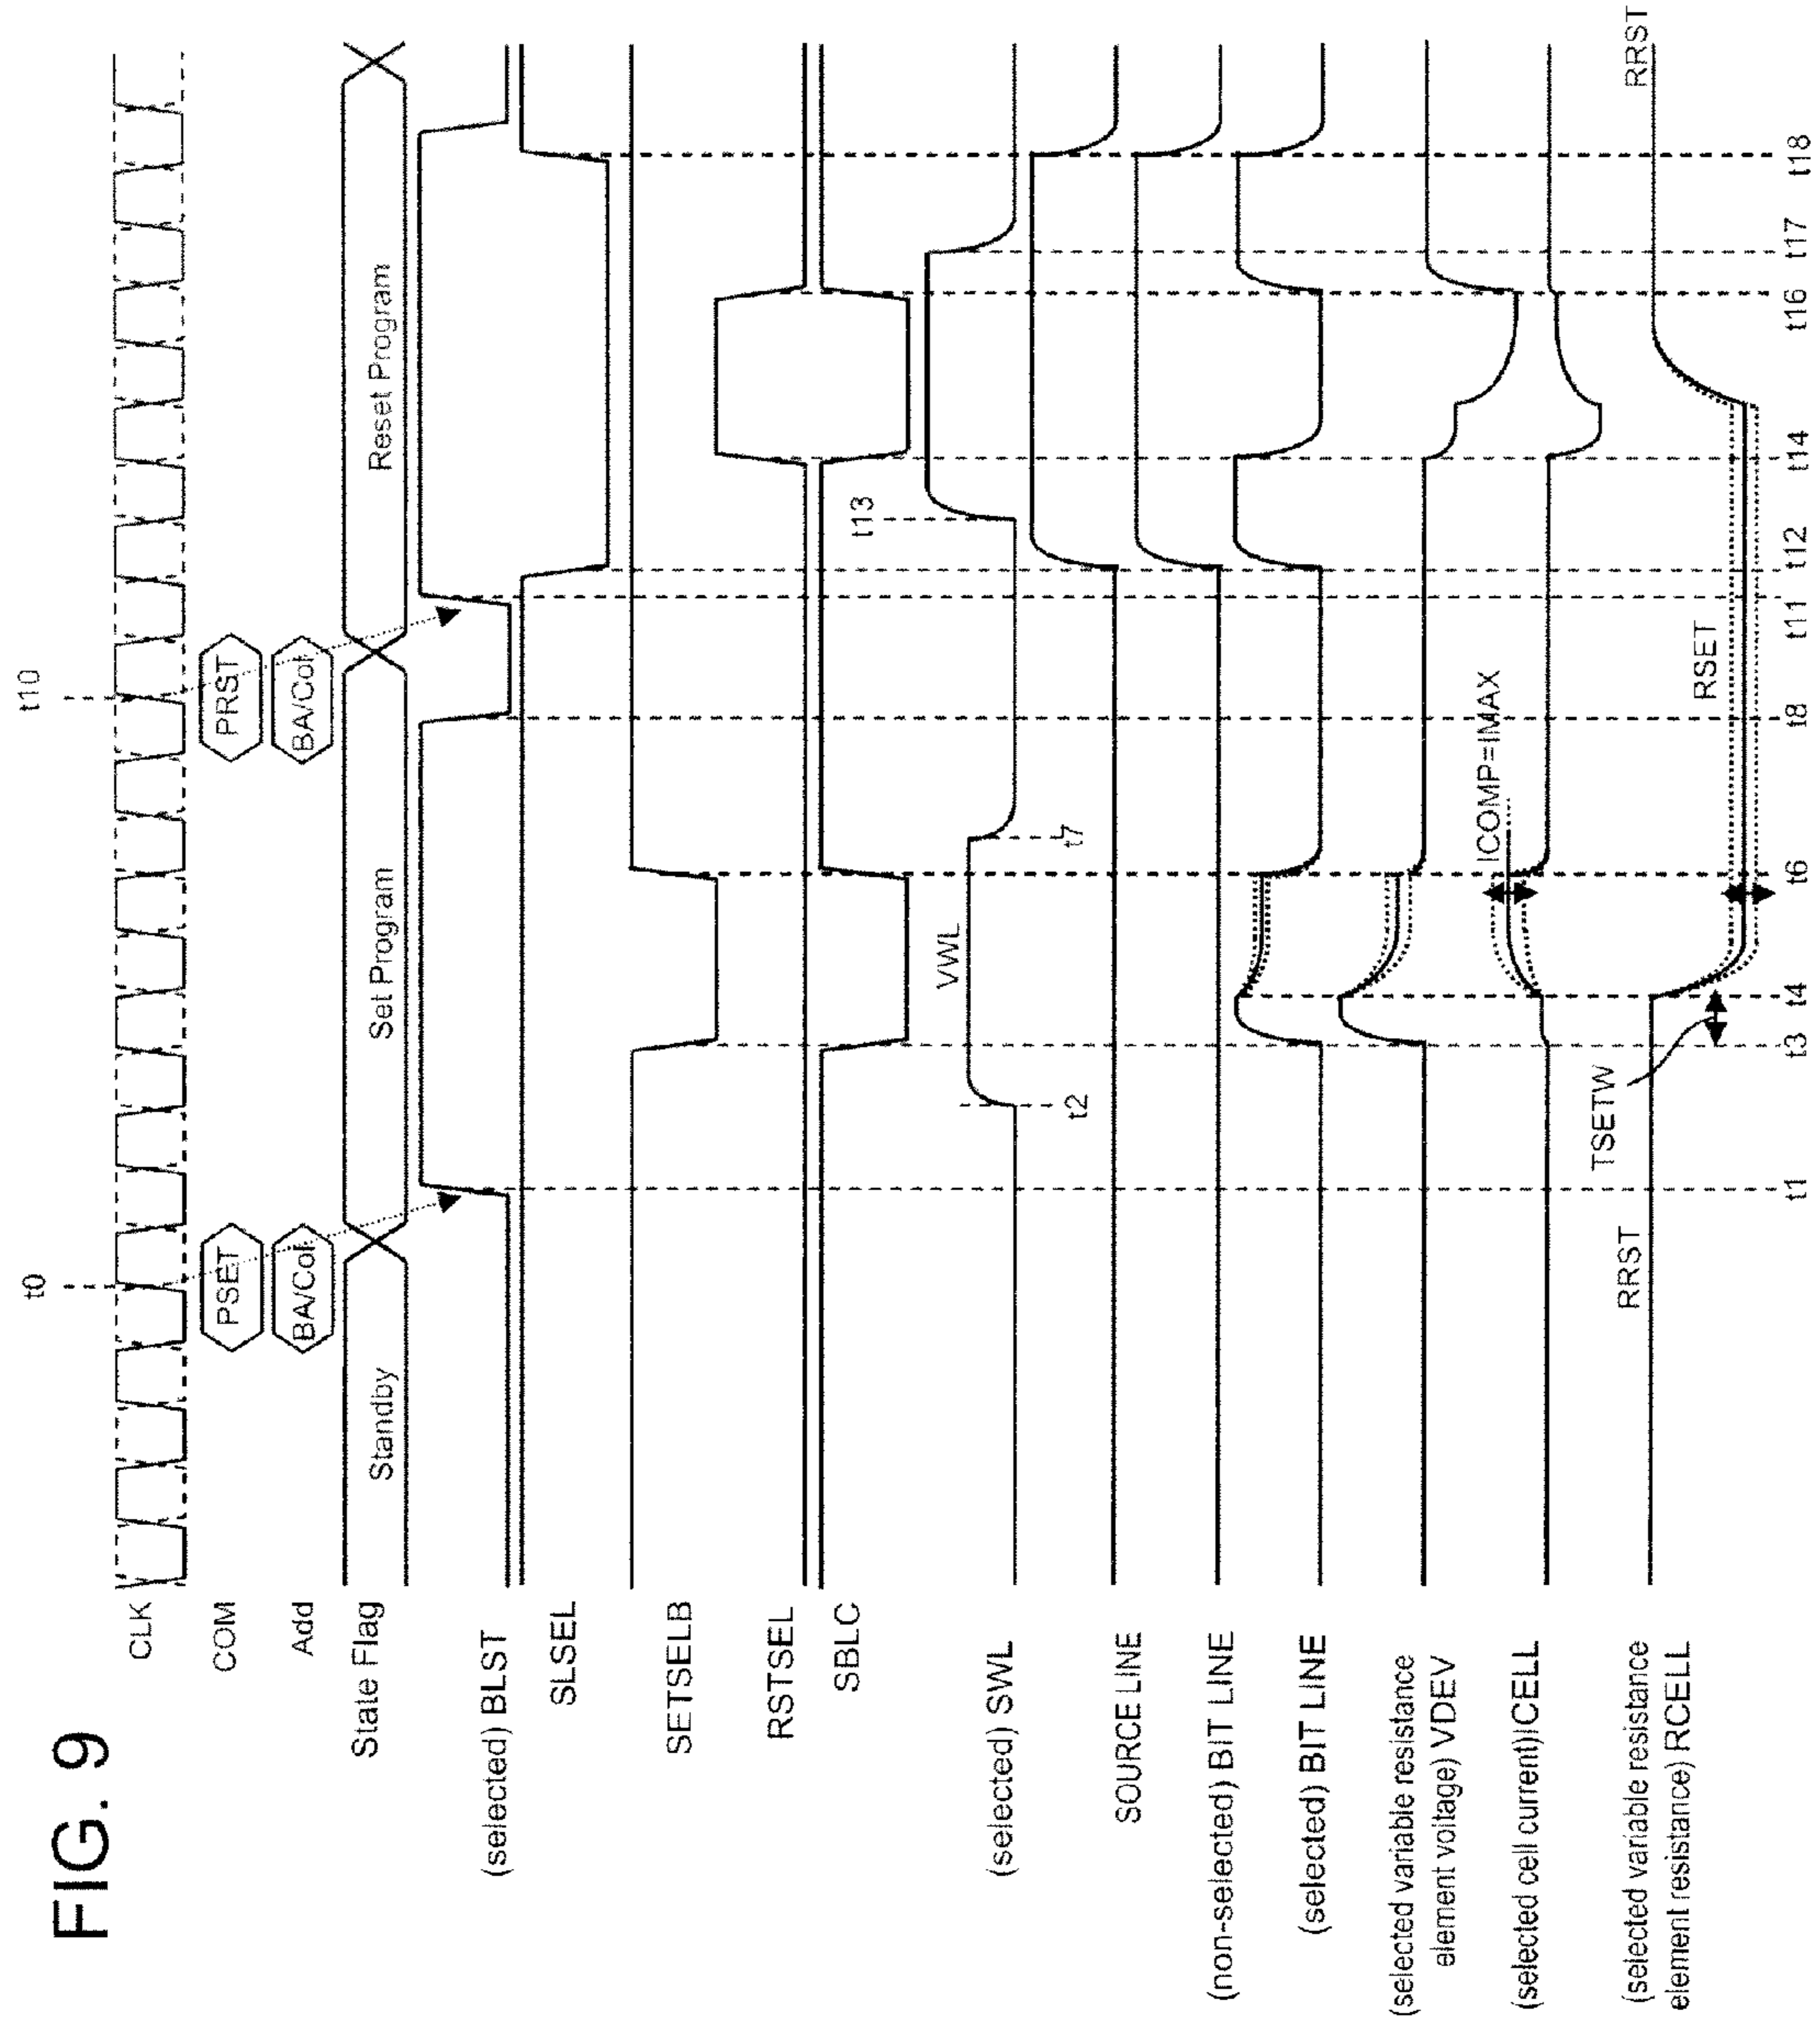 FIG. 9
t0
t10
CLK
COM
PSET
PRST
Add
BA/Col
BA/Col
State Flag
Standby
Set Program
Reset Program
(selected) BLST
SLSEL
SETSELB
RSTSEL
SBLC
(selected) SWL
VWL
t2
t7
t13
SOURCE LINE
(non-selected) BIT LINE
(selected) BIT LINE
(selected variable resistance
element voltage) VDEV
(selected cell current)ICELL
ICOMP=IMAX
(selected variable resistance
element resistance) RCELL
RRST
TSETW
RSET
RRST
t1
t3
t4
t6
t8
t11
t12
t14
t16
t17
t18